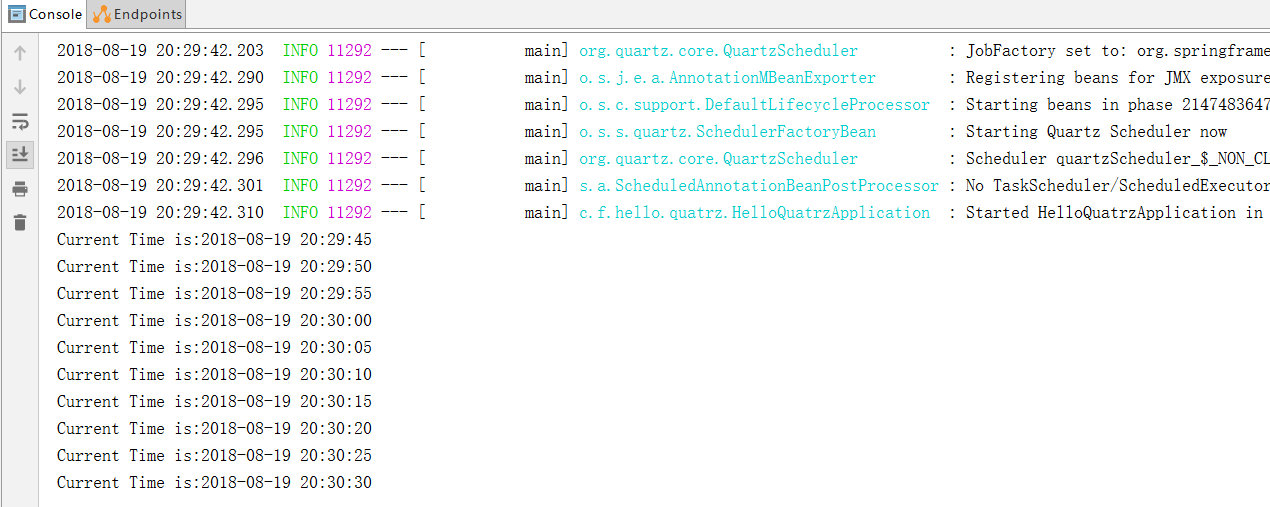 Console Endpoints
2018-08-19 20:29:42.203  INFO 11292 --- [           main] org.quartz.core.QuartzScheduler          : JobFactory set to: org.springframe
2018-08-19 20:29:42.290  INFO 11292 --- [           main] o.s.j.e.a.AnnotationMBeanExporter        : Registering beans for JMX exposure
2018-08-19 20:29:42.295  INFO 11292 --- [           main] o.s.c.support.DefaultLifecycleProcessor  : Starting beans in phase 2147483647
2018-08-19 20:29:42.295  INFO 11292 --- [           main] o.s.s.quartz.SchedulerFactoryBean        : Starting Quartz Scheduler now
2018-08-19 20:29:42.296  INFO 11292 --- [           main] org.quartz.core.QuartzScheduler          : Scheduler quartzScheduler_$_NON_CL
2018-08-19 20:29:42.301  INFO 11292 --- [           main] s.a.ScheduledAnnotationBeanPostProcessor : No TaskScheduler/ScheduledExecutor
2018-08-19 20:29:42.310  INFO 11292 --- [           main] c.f.hello.quatrz.HelloQuatrzApplication  : Started HelloQuatrzApplication in
Current Time is:2018-08-19 20:29:45
Current Time is:2018-08-19 20:29:50
Current Time is:2018-08-19 20:29:55
Current Time is:2018-08-19 20:30:00
Current Time is:2018-08-19 20:30:05
Current Time is:2018-08-19 20:30:10
Current Time is:2018-08-19 20:30:15
Current Time is:2018-08-19 20:30:20
Current Time is:2018-08-19 20:30:25
Current Time is:2018-08-19 20:30:30